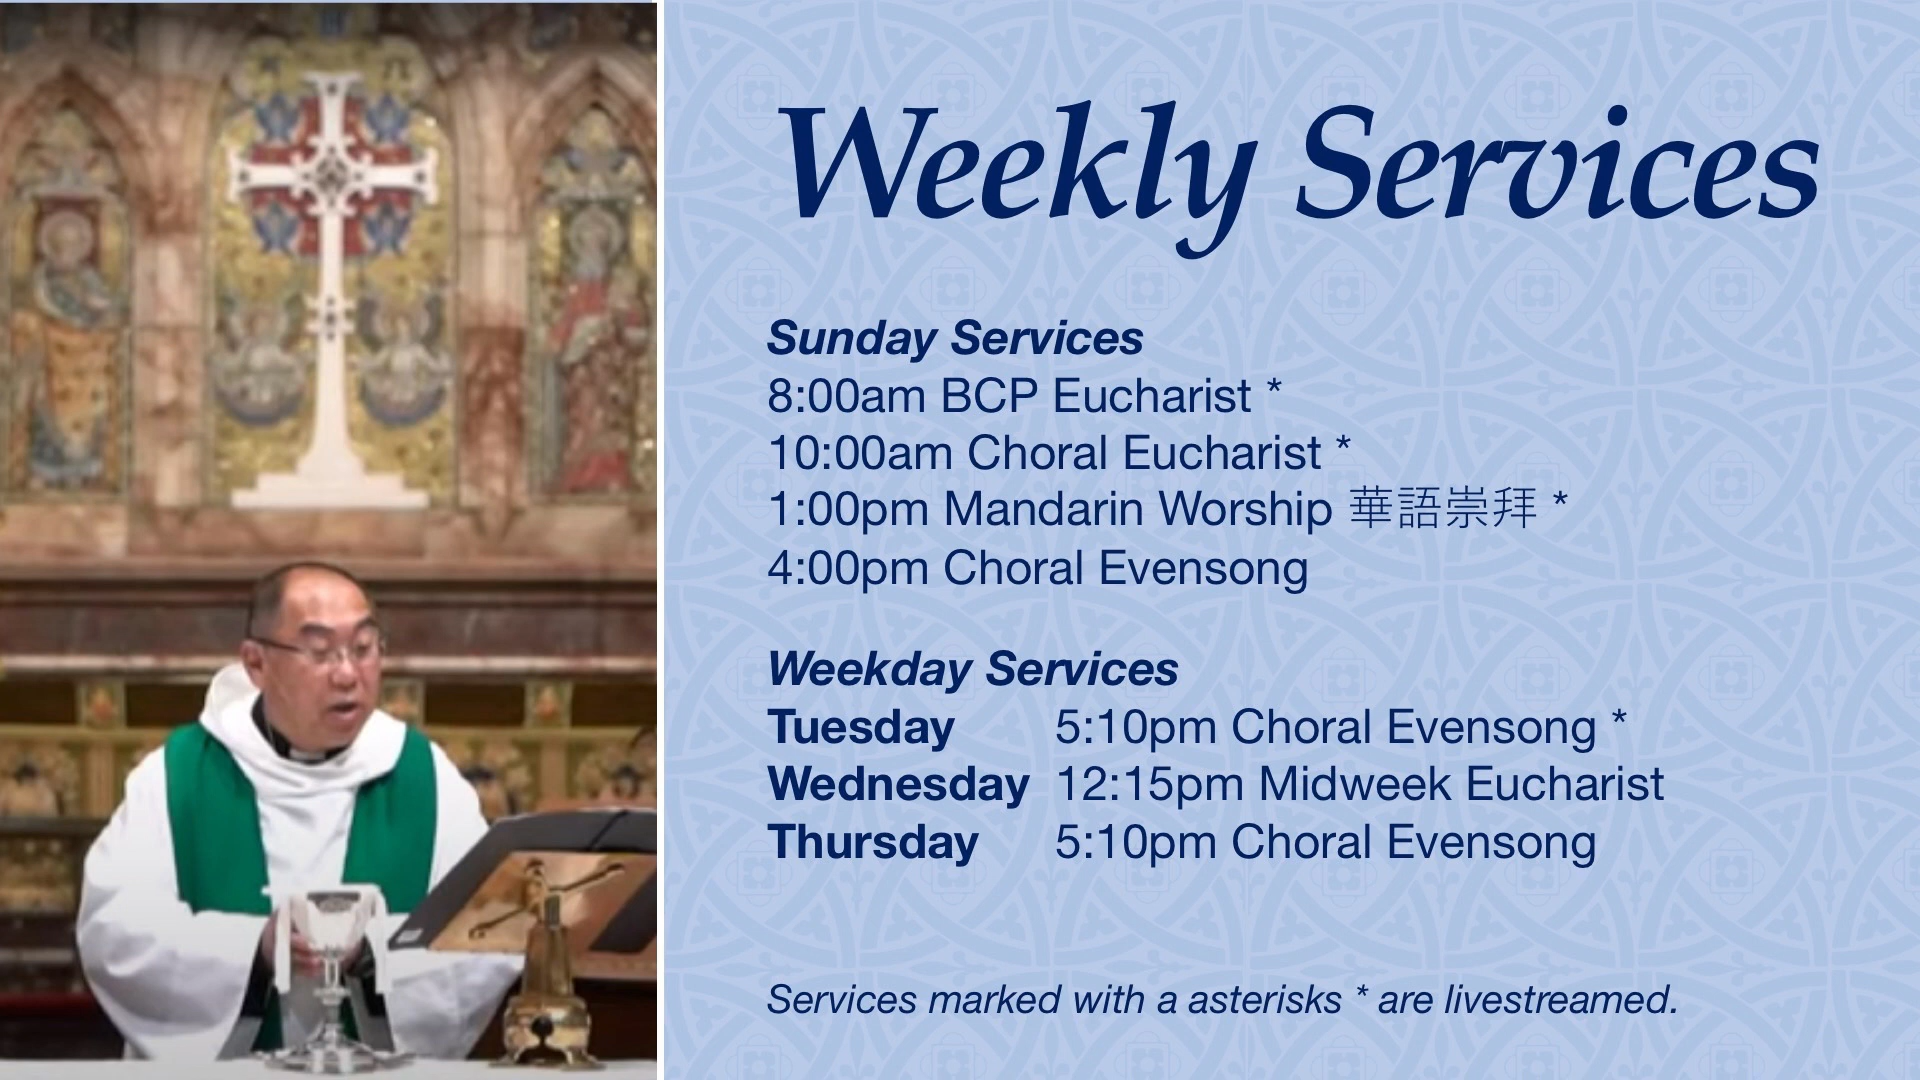 Weekly Services
Sunday Services
8:00am BCP Eucharist *
10:00am Choral Eucharist *
1:00pm Mandarin Worship 華語崇拜 *
4:00pm Choral Evensong
Weekday Services
Tuesday 5:10pm Choral Evensong *
Wednesday 12:15pm Midweek Eucharist
Thursday 5:10pm Choral Evensong
Services marked with a asterisks * are livestreamed.